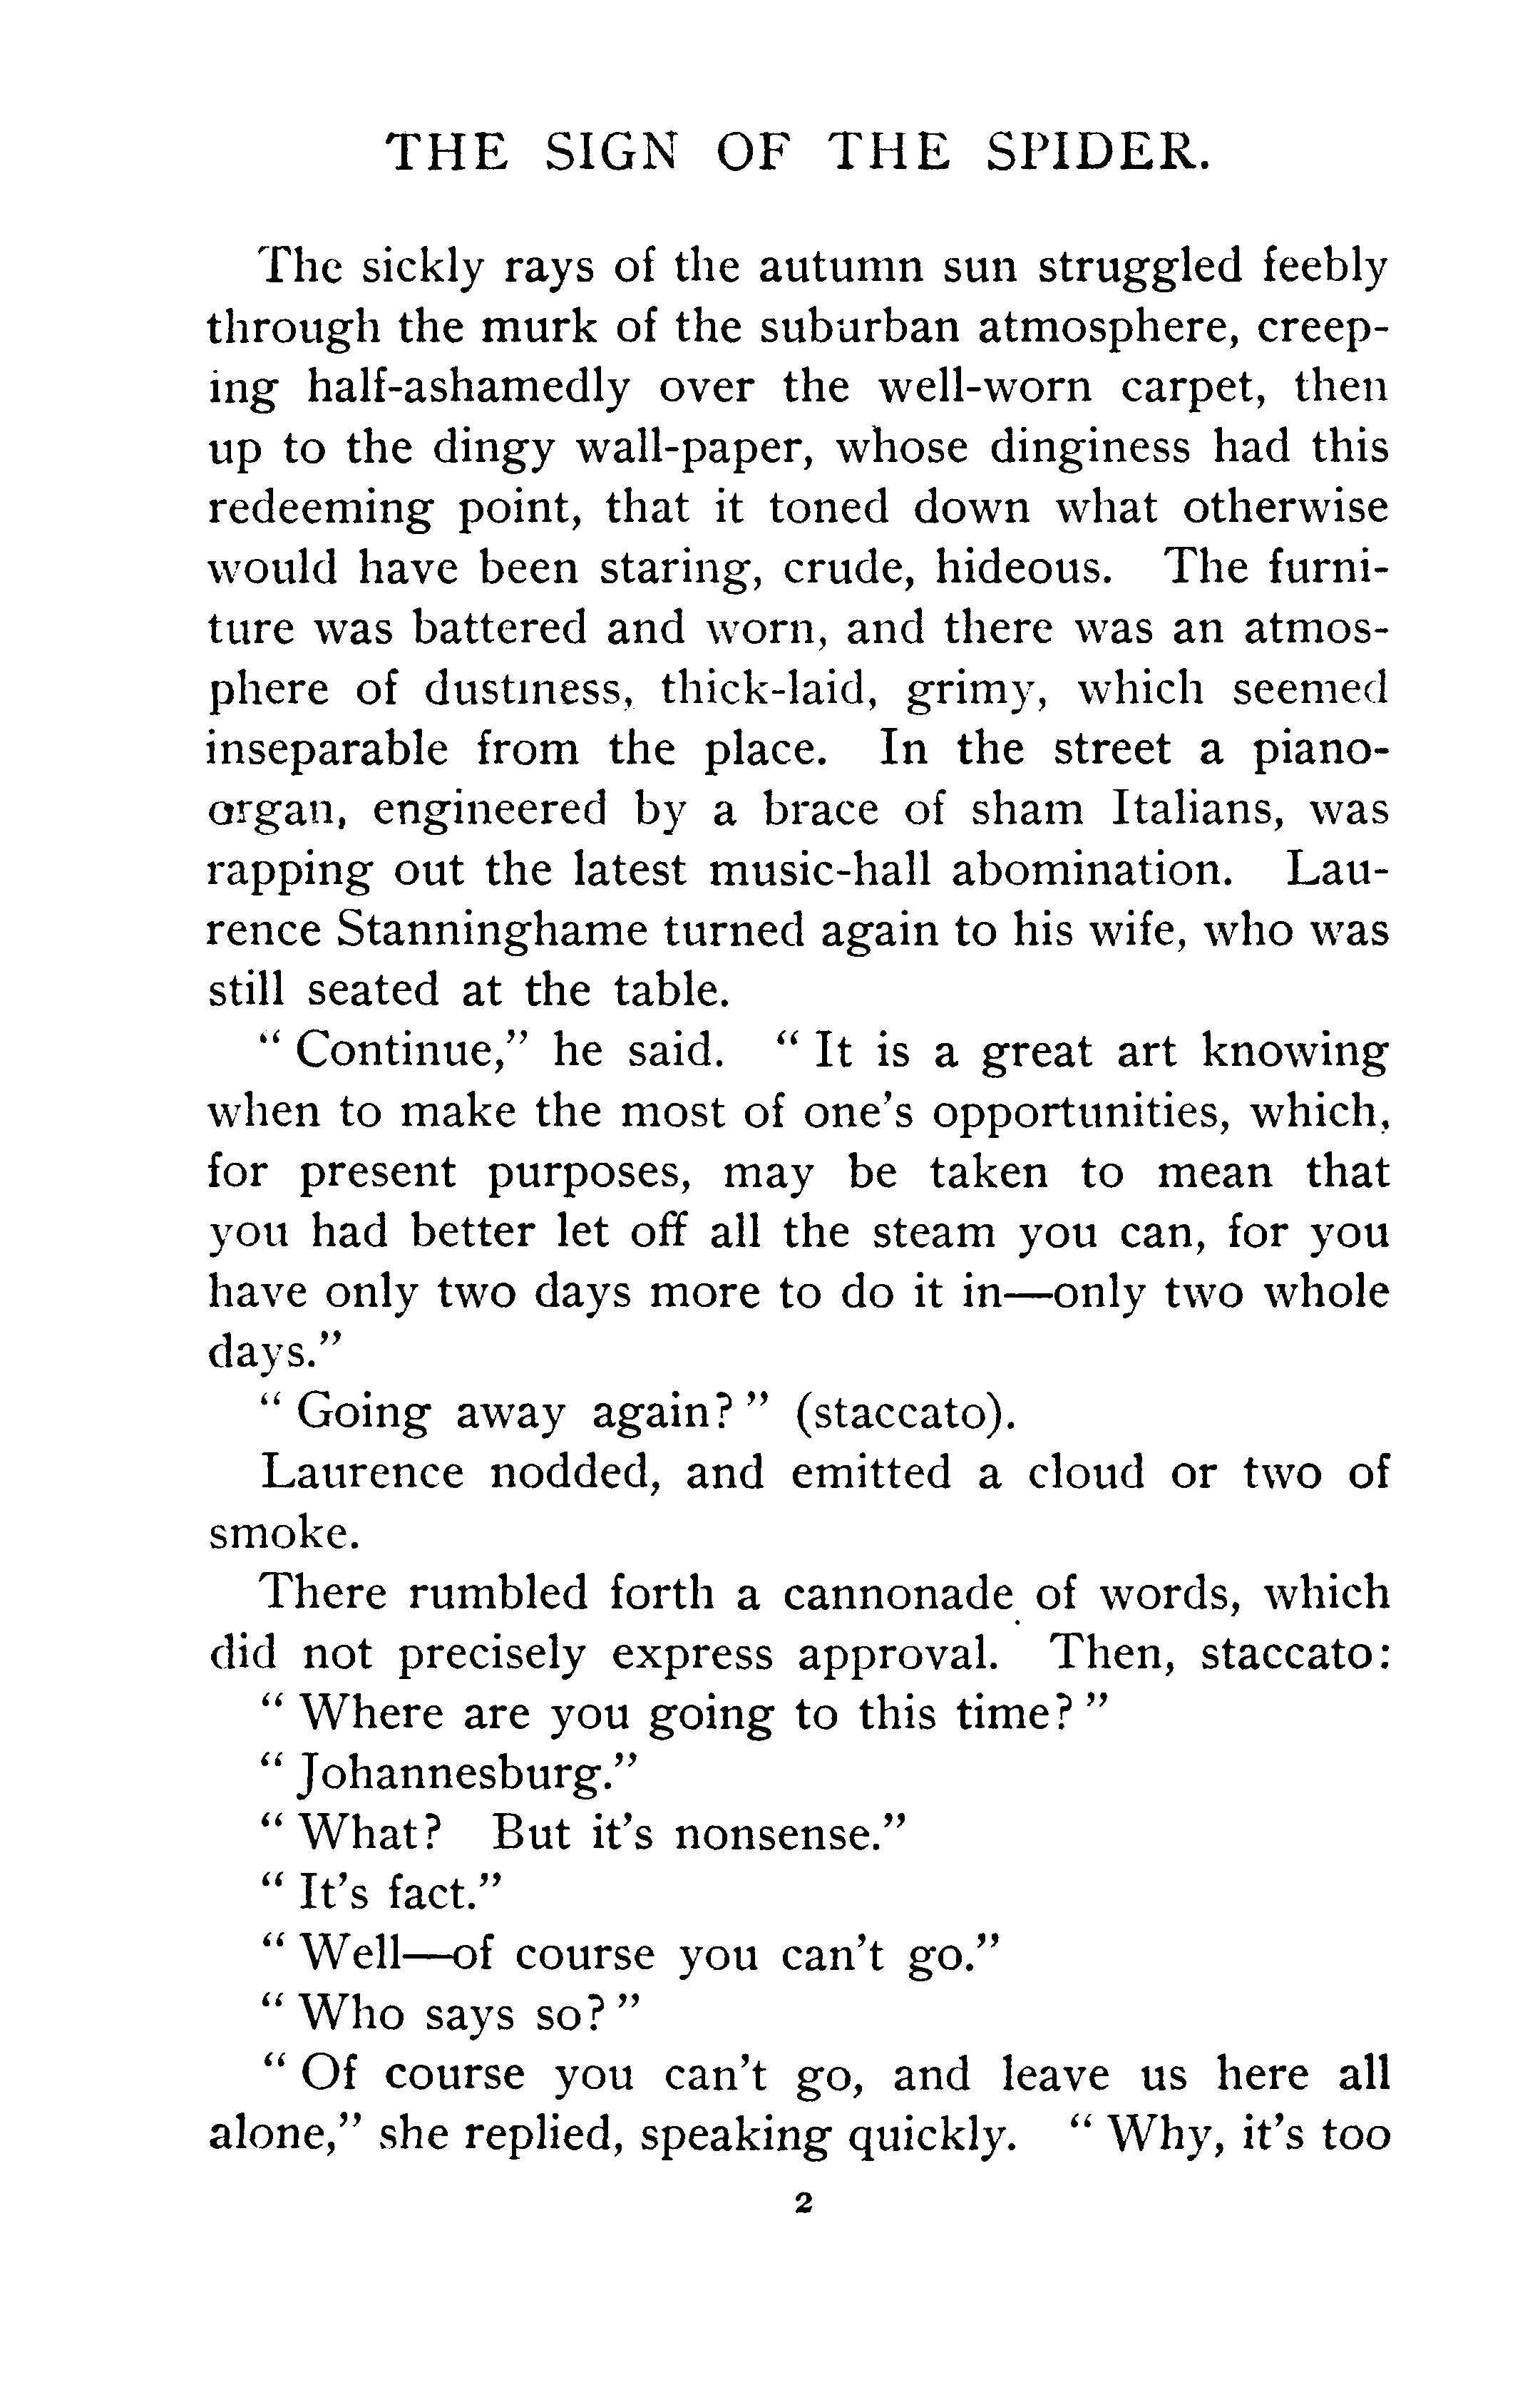 THE SIGN OF THE SPIDER.
The sickly rays of the autumn sun struggled feebly
through the murk of the suburban atmosphere, creep-
ing half-ashamedly over the well-worn carpet, then
up to the dingy wall-paper, whose dinginess had this
redeeming point, that it toned down what otherwise
would have been staring, crude, hideous. The furni-
ture was battered and worn, and there was an atmos-
phere of dustiness, thick-laid, grimy, which seemed
inseparable from the place. In the street a piano-
organ, engineered by a brace of sham Italians, was
rapping out the latest music-hall abomination. Lau-
rence Stanninghame turned again to his wife, who was
still seated at the table.
“ Continue,” he said. “ It is a great art knowing
when to make the most of one’s opportunities, which,
for present purposes, may be taken to mean that
you had better let off all the steam you can, for you
have only two days more to do it in—only two whole
days.”
“ Going away again? ” (staccato).
Laurence nodded, and emitted a cloud or two of
smoke.
There rumbled forth a cannonade of words, which
did not precisely express approval. Then, staccato:
“ Where are you going to this time? ”
“ Johannesburg.”
“ What? But it’s nonsense.”
“ It’s fact.”
“ Well—of course you can’t go.”
“ Who says so? ”
“ Of course you can’t go, and leave us here all
alone,” she replied, speaking quickly. “ Why, it’s too
2